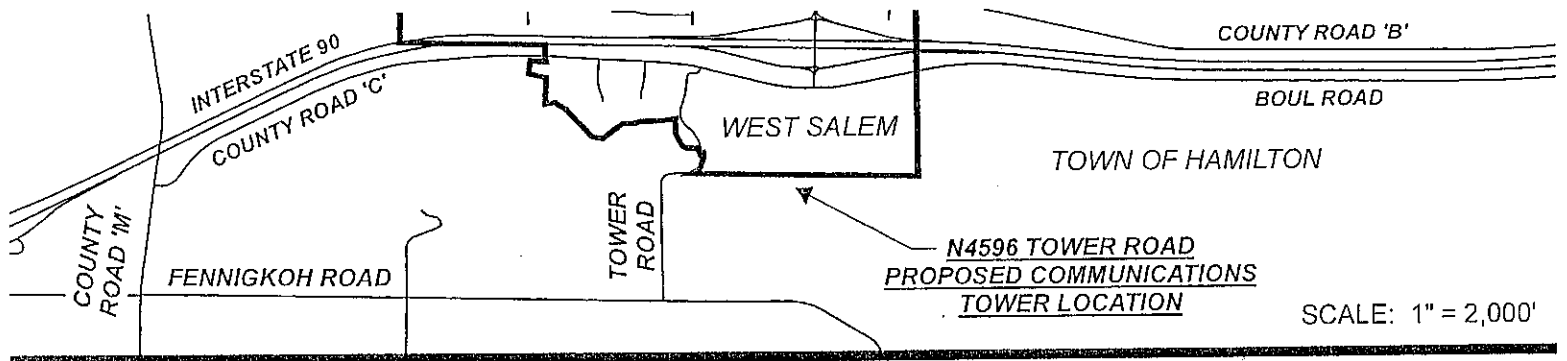 INTERSTATE 90
COUNTY ROAD 'C'
COUNTY ROAD 'B'
BOUL ROAD
WEST SALEM
TOWN OF HAMILTON
COUNTY
ROAD 'M'
FENNIGKOH ROAD
TOWER
ROAD
N4596 TOWER ROAD
PROPOSED COMMUNICATIONS
TOWER LOCATION
SCALE: 1" = 2,000'